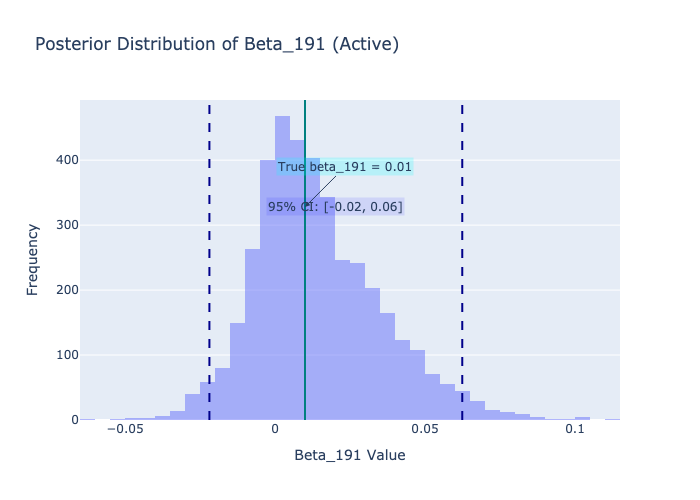 Posterior Distribution of Beta_191 (Active)
400
300
200
100
0
Frequency
True beta_191 = 0.01
95% CI: [-0.02, 0.06]
−0.05
0
0.05
0.1
Beta_191 Value